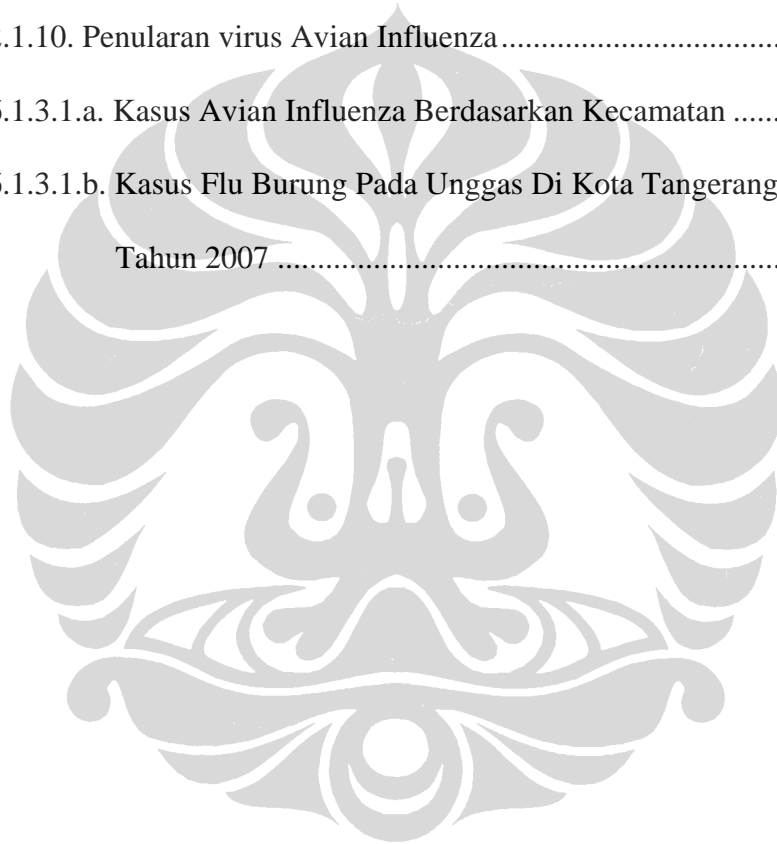 .1.10. Penularan virus Avian Influenza..................................
.1.3.1.a. Kasus Avian Influenza Berdasarkan Kecamatan ......
.1.3.1.b. Kasus Flu Burung Pada Unggas Di Kota Tangerang
Tahun 2007 ..............................................................